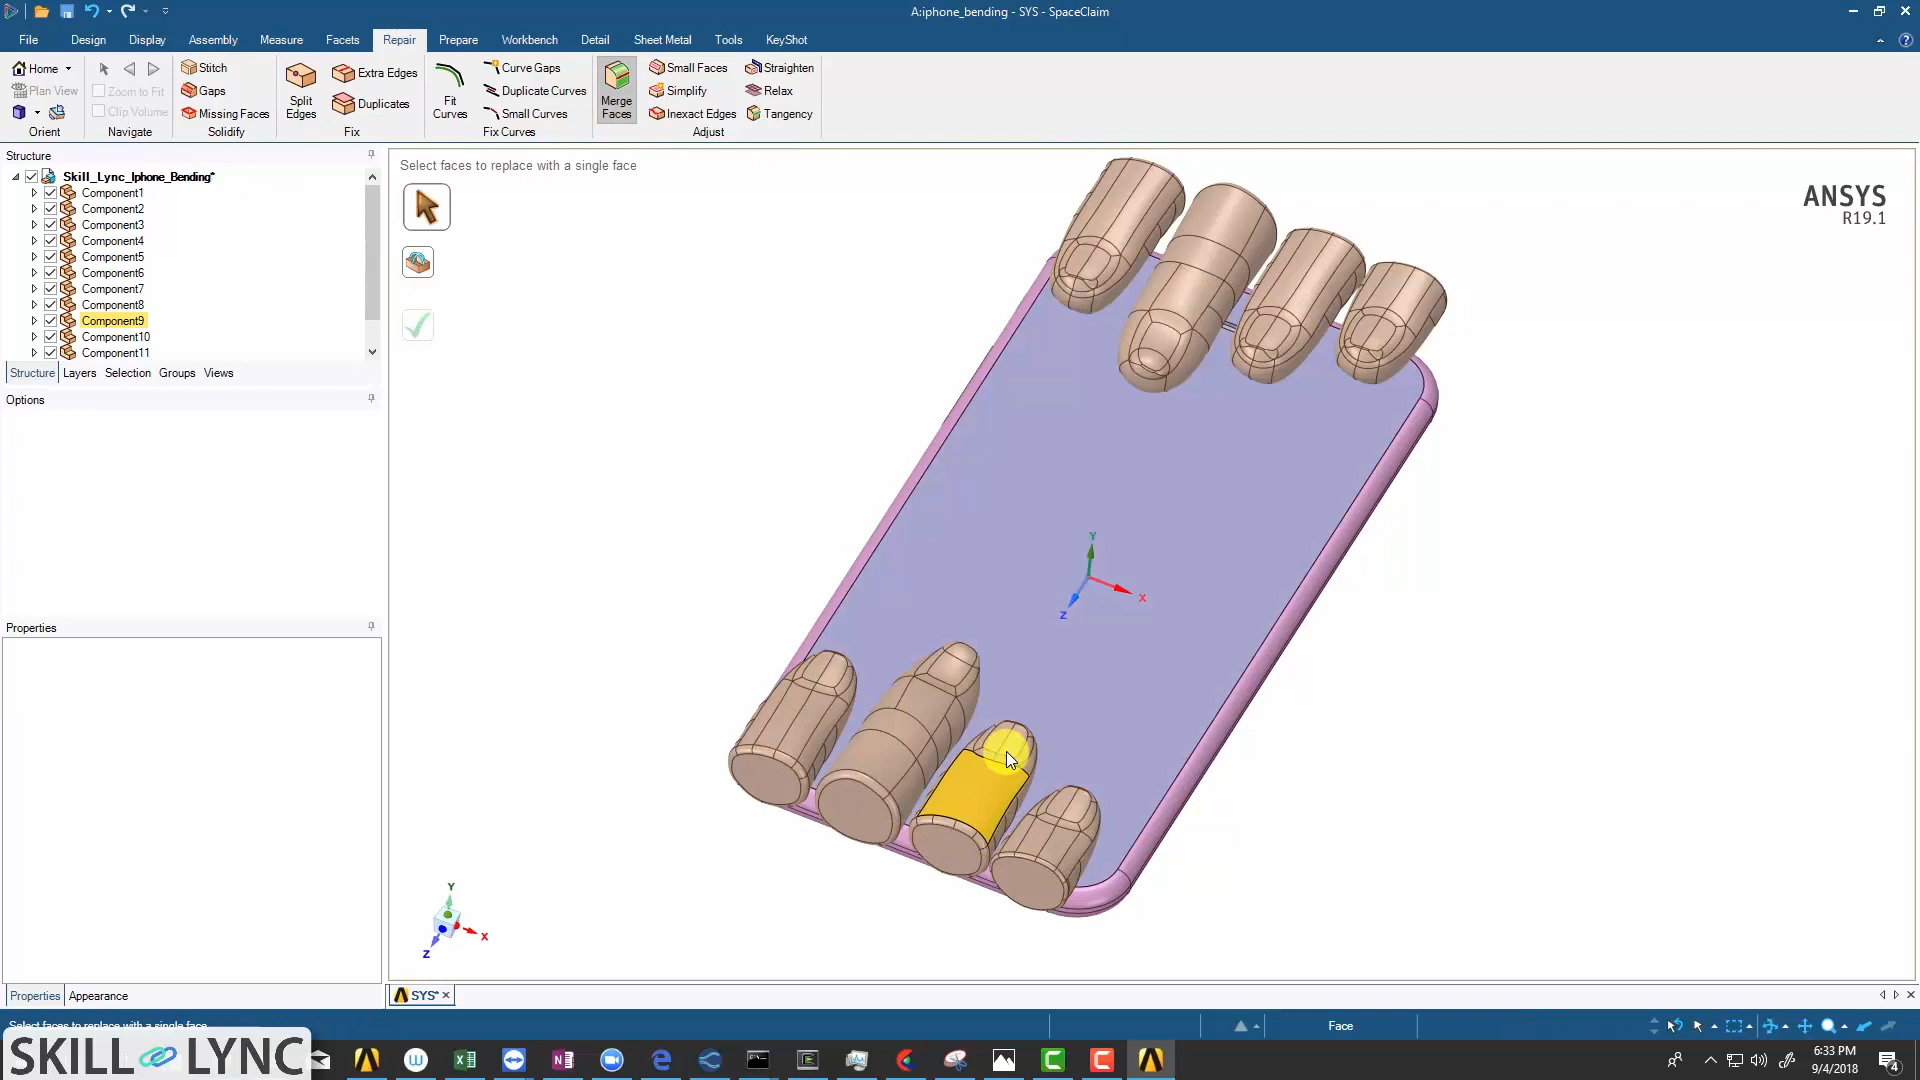 A:iphone_bending - SYS - SpaceClaim
File Design Display Assembly Measure Facets Repair Prepare Workbench Detail Sheet Metal Tools KeyShot
Home
Plan View
Orient
Zoom to Fit
Clip Volume
Navigate
Stitch
Gaps
Missing Faces
Solidify
Split
Edges
Extra Edges
Duplicates
Fix
Fit
Curves
Curve Gaps
Duplicate Curves
Small Curves
Fix Curves
Merge
Faces
Small Faces
Simplify
Inexact Edges
Straighten
Relax
Tangency
Adjust
Structure
Skill_Lync_Iphone_Bending*
Component1
Component2
Component3
Component4
Component5
Component6
Component7
Component8
Component9
Component10
Component11
Structure Layers Selection Groups Views
Options
Properties
Properties Appearance
Select faces to replace with a single face
ANSYS
R19.1
Y
X
Z
Y
X
Z
SYS*
Select faces to replace with a single face
Face
SKILL LYNC
6:33 PM
9/4/2018
4